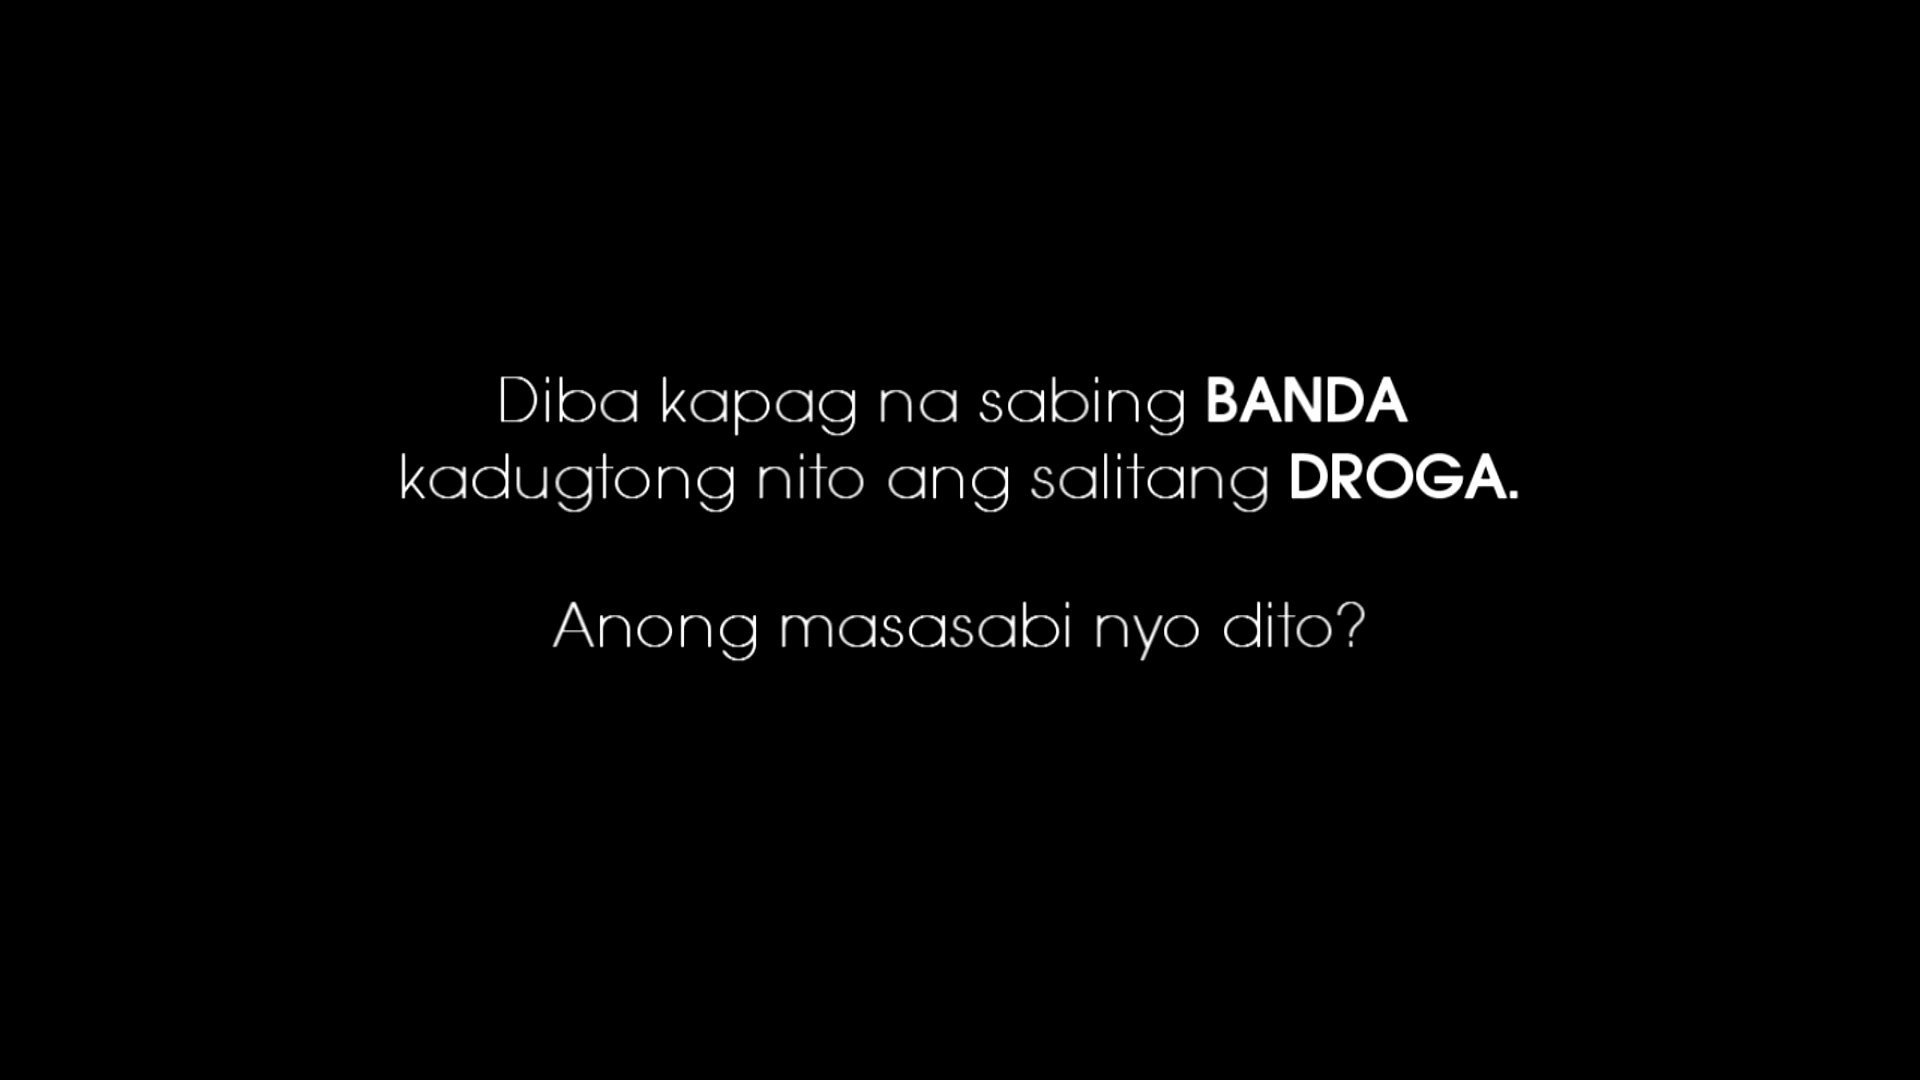 Diba kapag na sabing BANDA
kadugtong nito ang salitang DROGA.
Anong masasabi nyo dito?